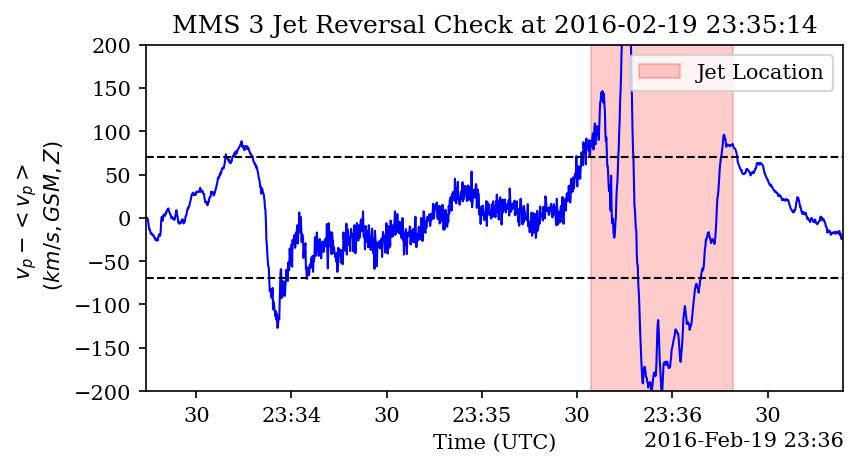 MMS 3 Jet Reversal Check at 2016-02-19 23:35:14
v_p - < v_p >
(km/s, GSM, Z)
200
150
100
50
0
−50
−100
−150
−200
Jet Location
30
23:34
30
23:35
30
23:36
30
Time (UTC)
2016-Feb-19 23:36